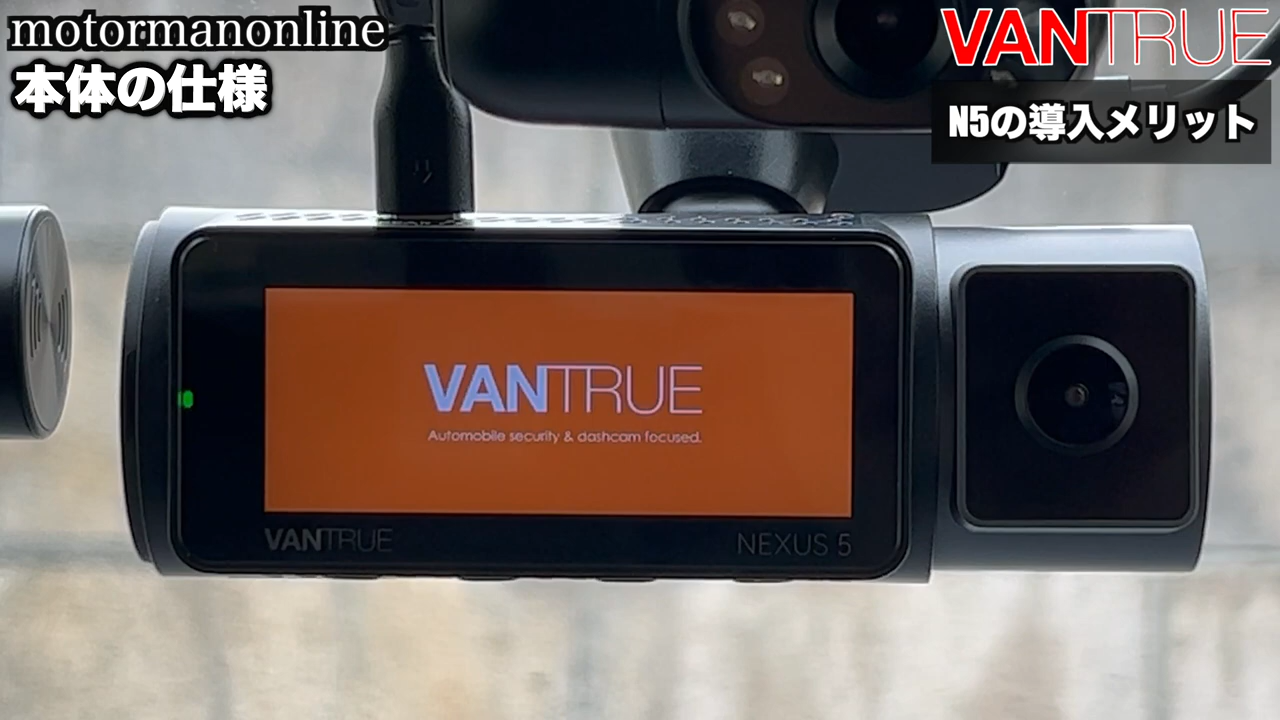 motormanonline
本体の仕様
VANTRUE
N5の導入メリット
VANTRUE
Automobile security & dashcam focused.
VANTRUE
NEXUS 5